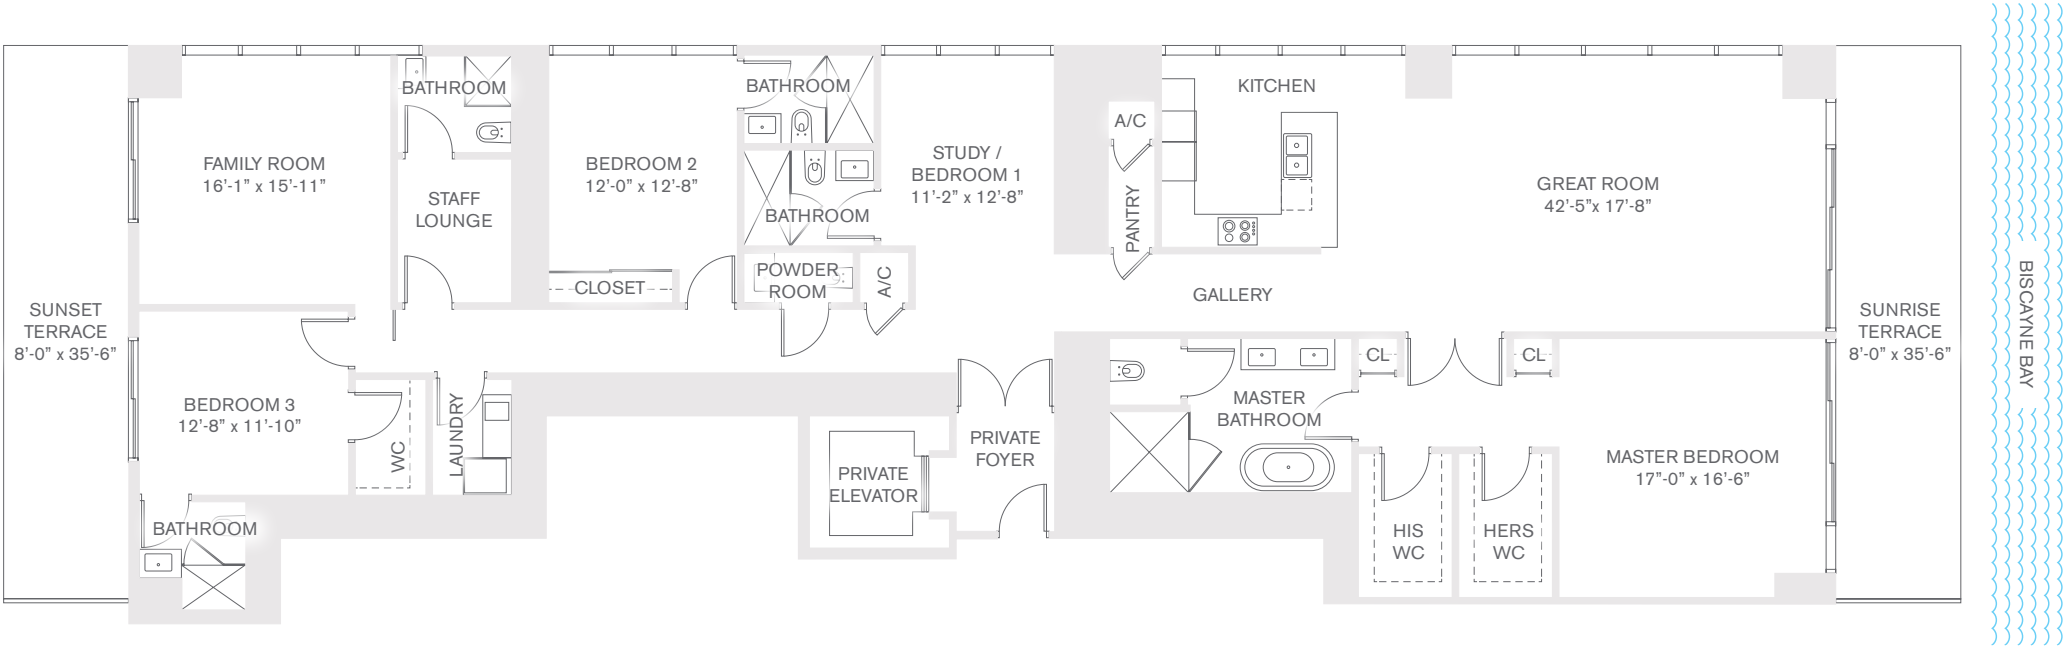 SUNSET
TERRACE
8'-0” x 35'-6”
FAMILY ROOM
16'-1” x 15'-11”
BATHROOM
STAFF
LOUNGE
BEDROOM 2
12'-0” x 12'-8”
CLOSET
BATHROOM
BATHROOM
POWDER
ROOM
A/C
STUDY /
BEDROOM 1
11'-2” x 12'-8”
A/C
PANTRY
KITCHEN
GALLERY
GREAT ROOM
42'-5”x 17'-8”
BEDROOM 3
12'-8” x 11'-10”
BATHROOM
WC
LAUNDRY
PRIVATE
ELEVATOR
PRIVATE
FOYER
MASTER
BATHROOM
CL
CL
HIS
WC
HERS
WC
MASTER BEDROOM
17”-0” x 16'-6”
SUNRISE
TERRACE
8'-0” x 35'-6”
BISCAYNE BAY